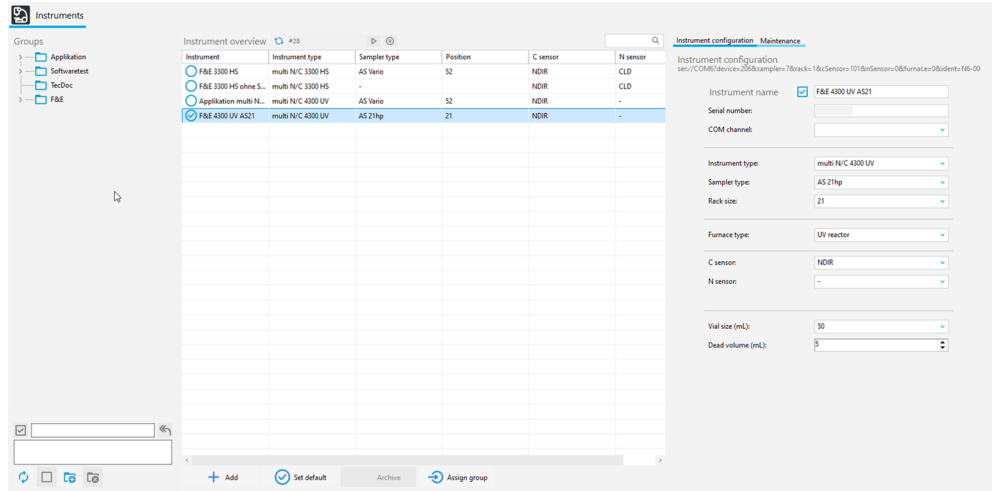 Instruments
Groups
Applikation
Softwaretest
TecDoc
F&E
Instrument overview #28
Instrument Instrument type Sampler type Position C sensor N sensor
F&E 3300 HS multi N/C 3300 HS AS Vario 52 NDIR CLD
F&E 3300 HS ohne S... multi N/C 3300 HS - NDIR CLD
Applikation multi N... multi N/C 4300 UV AS Vario 52 NDIR -
F&E 4300 UV AS21 multi N/C 4300 UV AS 21hp 21 NDIR -
Add Set default Archive Assign group
Instrument configuration Maintenance
Instrument configuration
ser://COM6?device=206&sampler=7&rack=1&cSensor=101&nSensor=0&furnace=0&ident=N6-00
Instrument name F&E 4300 UV AS21
Serial number:
COM channel:
Instrument type: multi N/C 4300 UV
Sampler type: AS 21hp
Rack size: 21
Furnace type: UV reactor
C sensor: NDIR
N sensor: -
Vial size (mL): 50
Dead volume (mL): 5